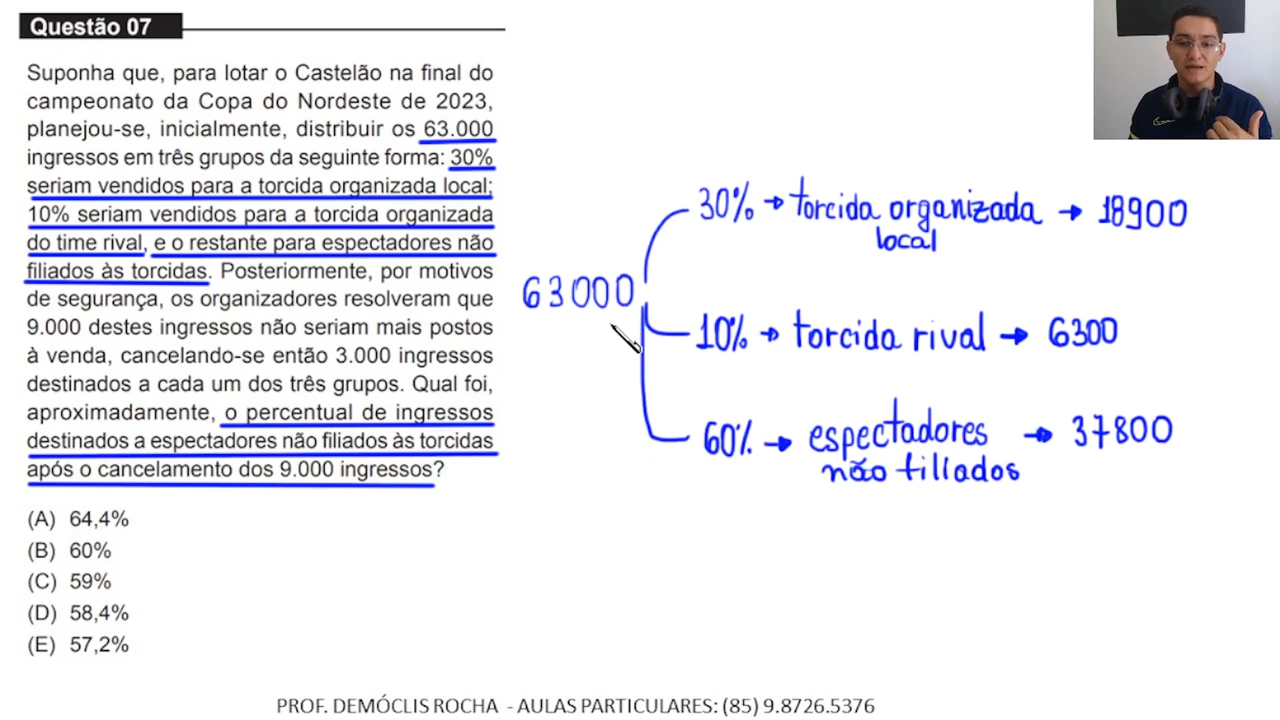 Questão 07
Suponha que, para lotar o Castelão na final do
campeonato da Copa do Nordeste de 2023,
planejou-se, inicialmente, distribuir os 63.000
ingressos em três grupos da seguinte forma: 30%
seriam vendidos para a torcida organizada local;
10% seriam vendidos para a torcida organizada
do time rival, e o restante para espectadores não
filiados às torcidas. Posteriormente, por motivos
de segurança, os organizadores resolveram que
9.000 destes ingressos não seriam mais postos
à venda, cancelando-se então 3.000 ingressos
destinados a cada um dos três grupos. Qual foi,
aproximadamente, o percentual de ingressos
destinados a espectadores não filiados às torcidas
após o cancelamento dos 9.000 ingressos?
(A) 64,4%
(B) 60%
(C) 59%
(D) 58,4%
(E) 57,2%
63000
30% → torcida organizada → 18900
local
10% → torcida rival → 6300
60% → espectadores → 37800
não filiados
PROF. DEMÓCLIS ROCHA - AULAS PARTICULARES: (85) 9.8726.5376